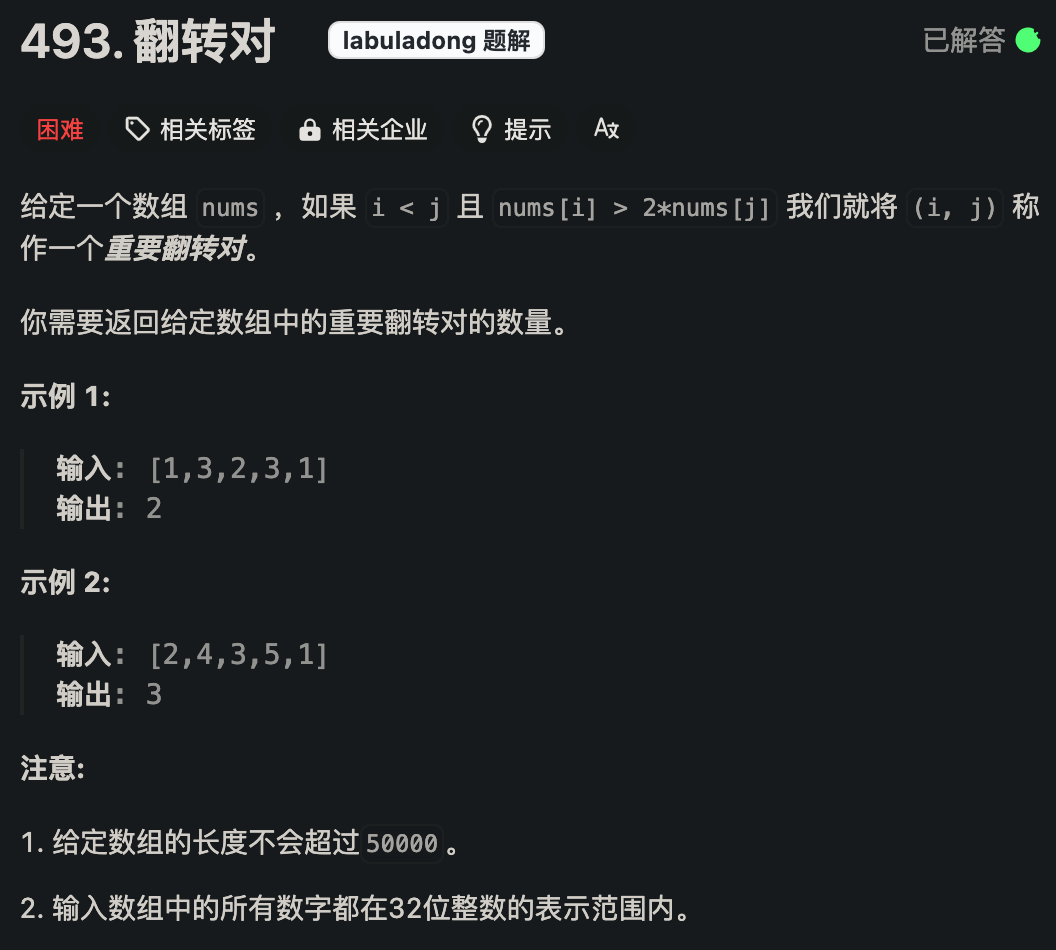 493. 翻转对 labuladong 题解 已解答
困难 相关标签 相关企业 提示 Aあ
给定一个数组 nums ，如果 i < j 且 nums[i] > 2*nums[j] 我们就将 (i, j) 称
作一个重要翻转对。
你需要返回给定数组中的重要翻转对的数量。
示例 1:
输入: [1,3,2,3,1]
输出: 2
示例 2:
输入: [2,4,3,5,1]
输出: 3
注意:
1. 给定数组的长度不会超过50000。
2. 输入数组中的所有数字都在32位整数的表示范围内。